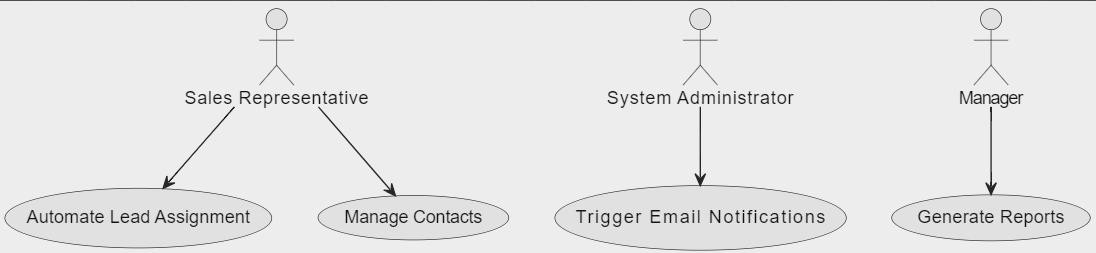 Sales Representative
System Administrator
Manager
Automate Lead Assignment
Manage Contacts
Trigger Email Notifications
Generate Reports